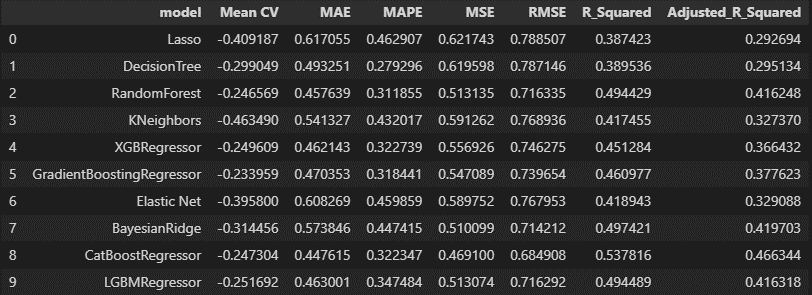 model Mean CV MAE MAPE MSE RMSE R_Squared Adjusted_R_Squared
0 Lasso -0.409187 0.617055 0.462907 0.621743 0.788507 0.387423 0.292694
1 DecisionTree -0.299049 0.493251 0.279296 0.619598 0.787146 0.389536 0.295134
2 RandomForest -0.246569 0.457639 0.311855 0.513135 0.716335 0.494429 0.416248
3 KNeighbors -0.463490 0.541327 0.432017 0.591262 0.768936 0.417455 0.327370
4 XGBRegressor -0.249609 0.462143 0.322739 0.556926 0.746275 0.451284 0.366432
5 GradientBoostingRegressor -0.233959 0.470353 0.318441 0.547089 0.739654 0.460977 0.377623
6 Elastic Net -0.395800 0.608269 0.459859 0.589752 0.767953 0.418943 0.329088
7 BayesianRidge -0.314456 0.573846 0.447415 0.510099 0.714212 0.497421 0.419703
8 CatBoostRegressor -0.247304 0.447615 0.322347 0.469100 0.684908 0.537816 0.466344
9 LGBMRegressor -0.251692 0.463001 0.347484 0.513074 0.716292 0.494489 0.416318